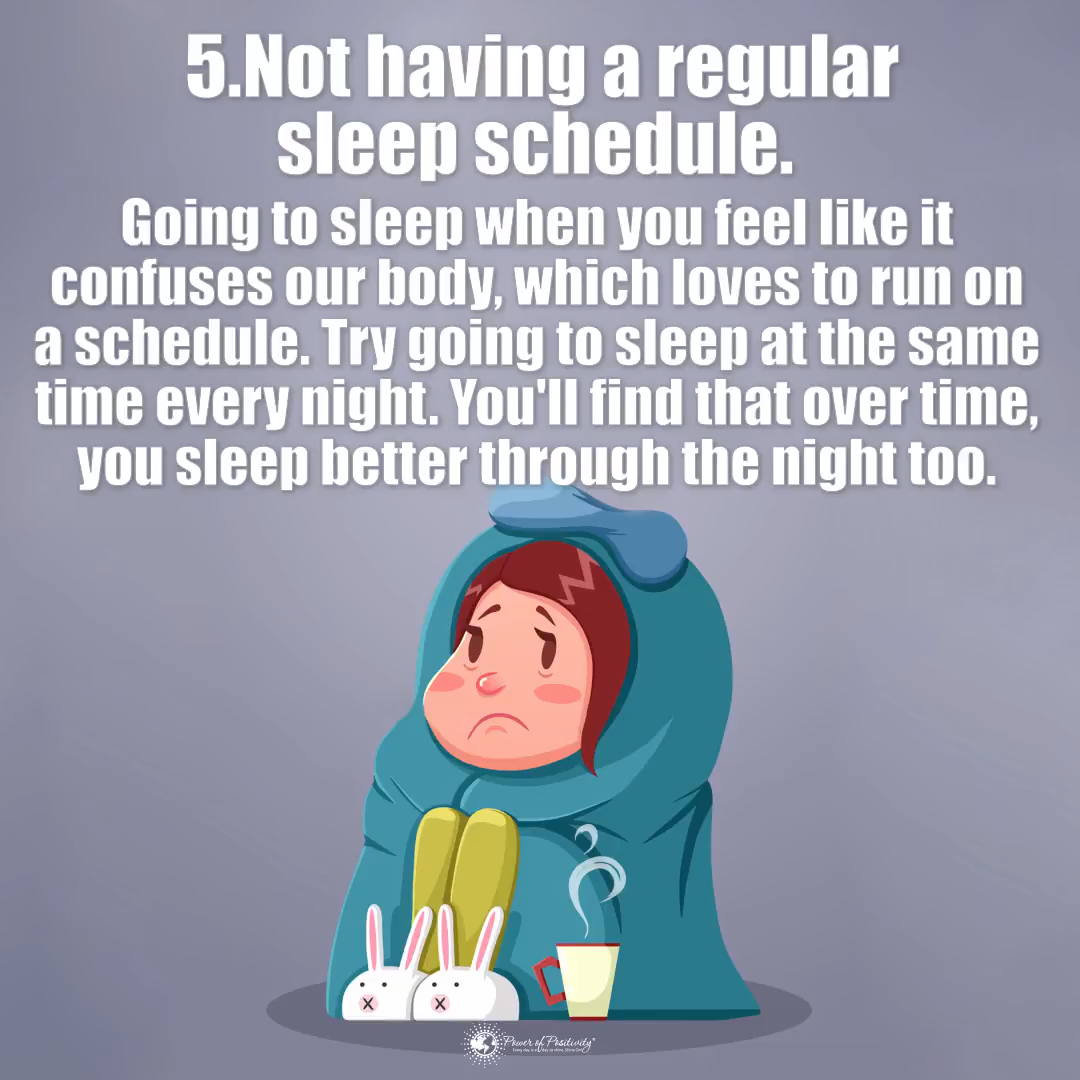 5.Not having a regular
sleep schedule.
Going to sleep when you feel like it
confuses our body, which loves to run on
a schedule. Try going to sleep at the same
time every night. You'll find that over time,
you sleep better through the night too.
Power of Positivity